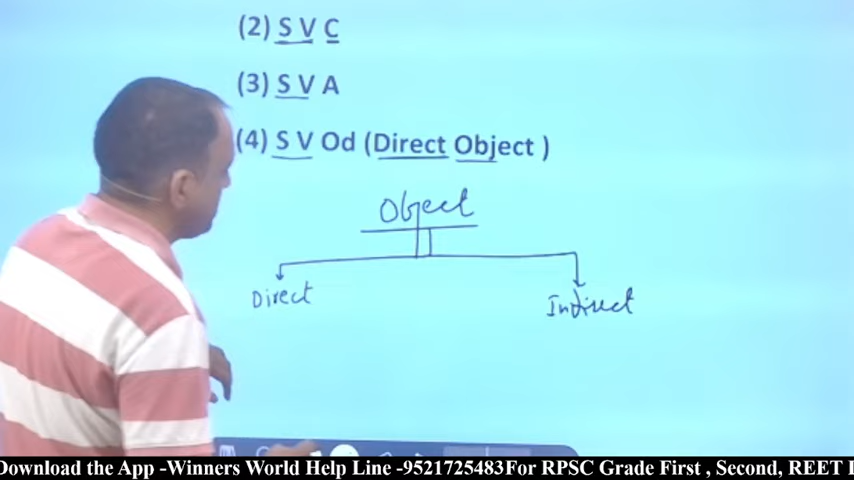 (2) S V C
(3) S V A
(4) S V Od (Direct Object )
Object
Direct Indirect
Download the App -Winners World Help Line -9521725483For RPSC Grade First , Second, REET